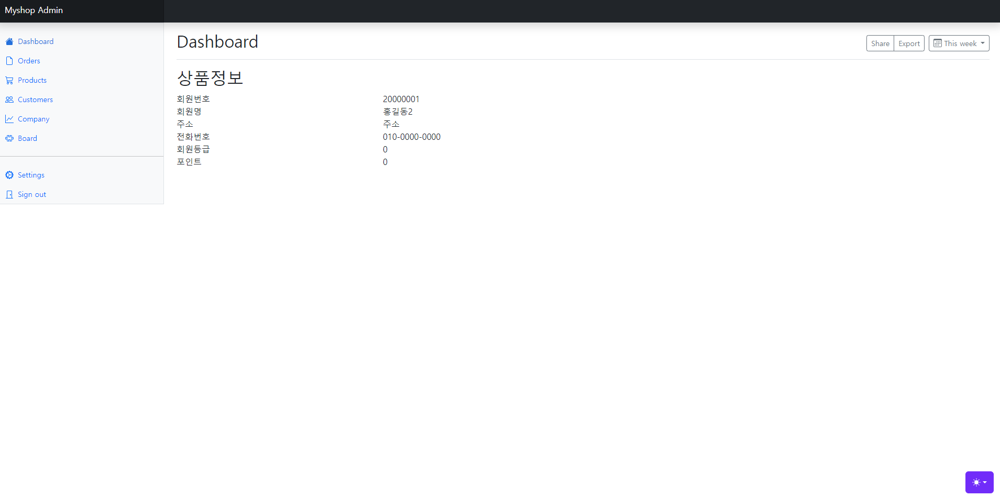 Myshop Admin
Dashboard
Orders
Products
Customers
Company
Board
Settings
Sign out
Dashboard
Share Export This week
상품정보
회원번호 20000001
회원명 홍길동2
주소 주소
전화번호 010-0000-0000
회원등급 0
포인트 0